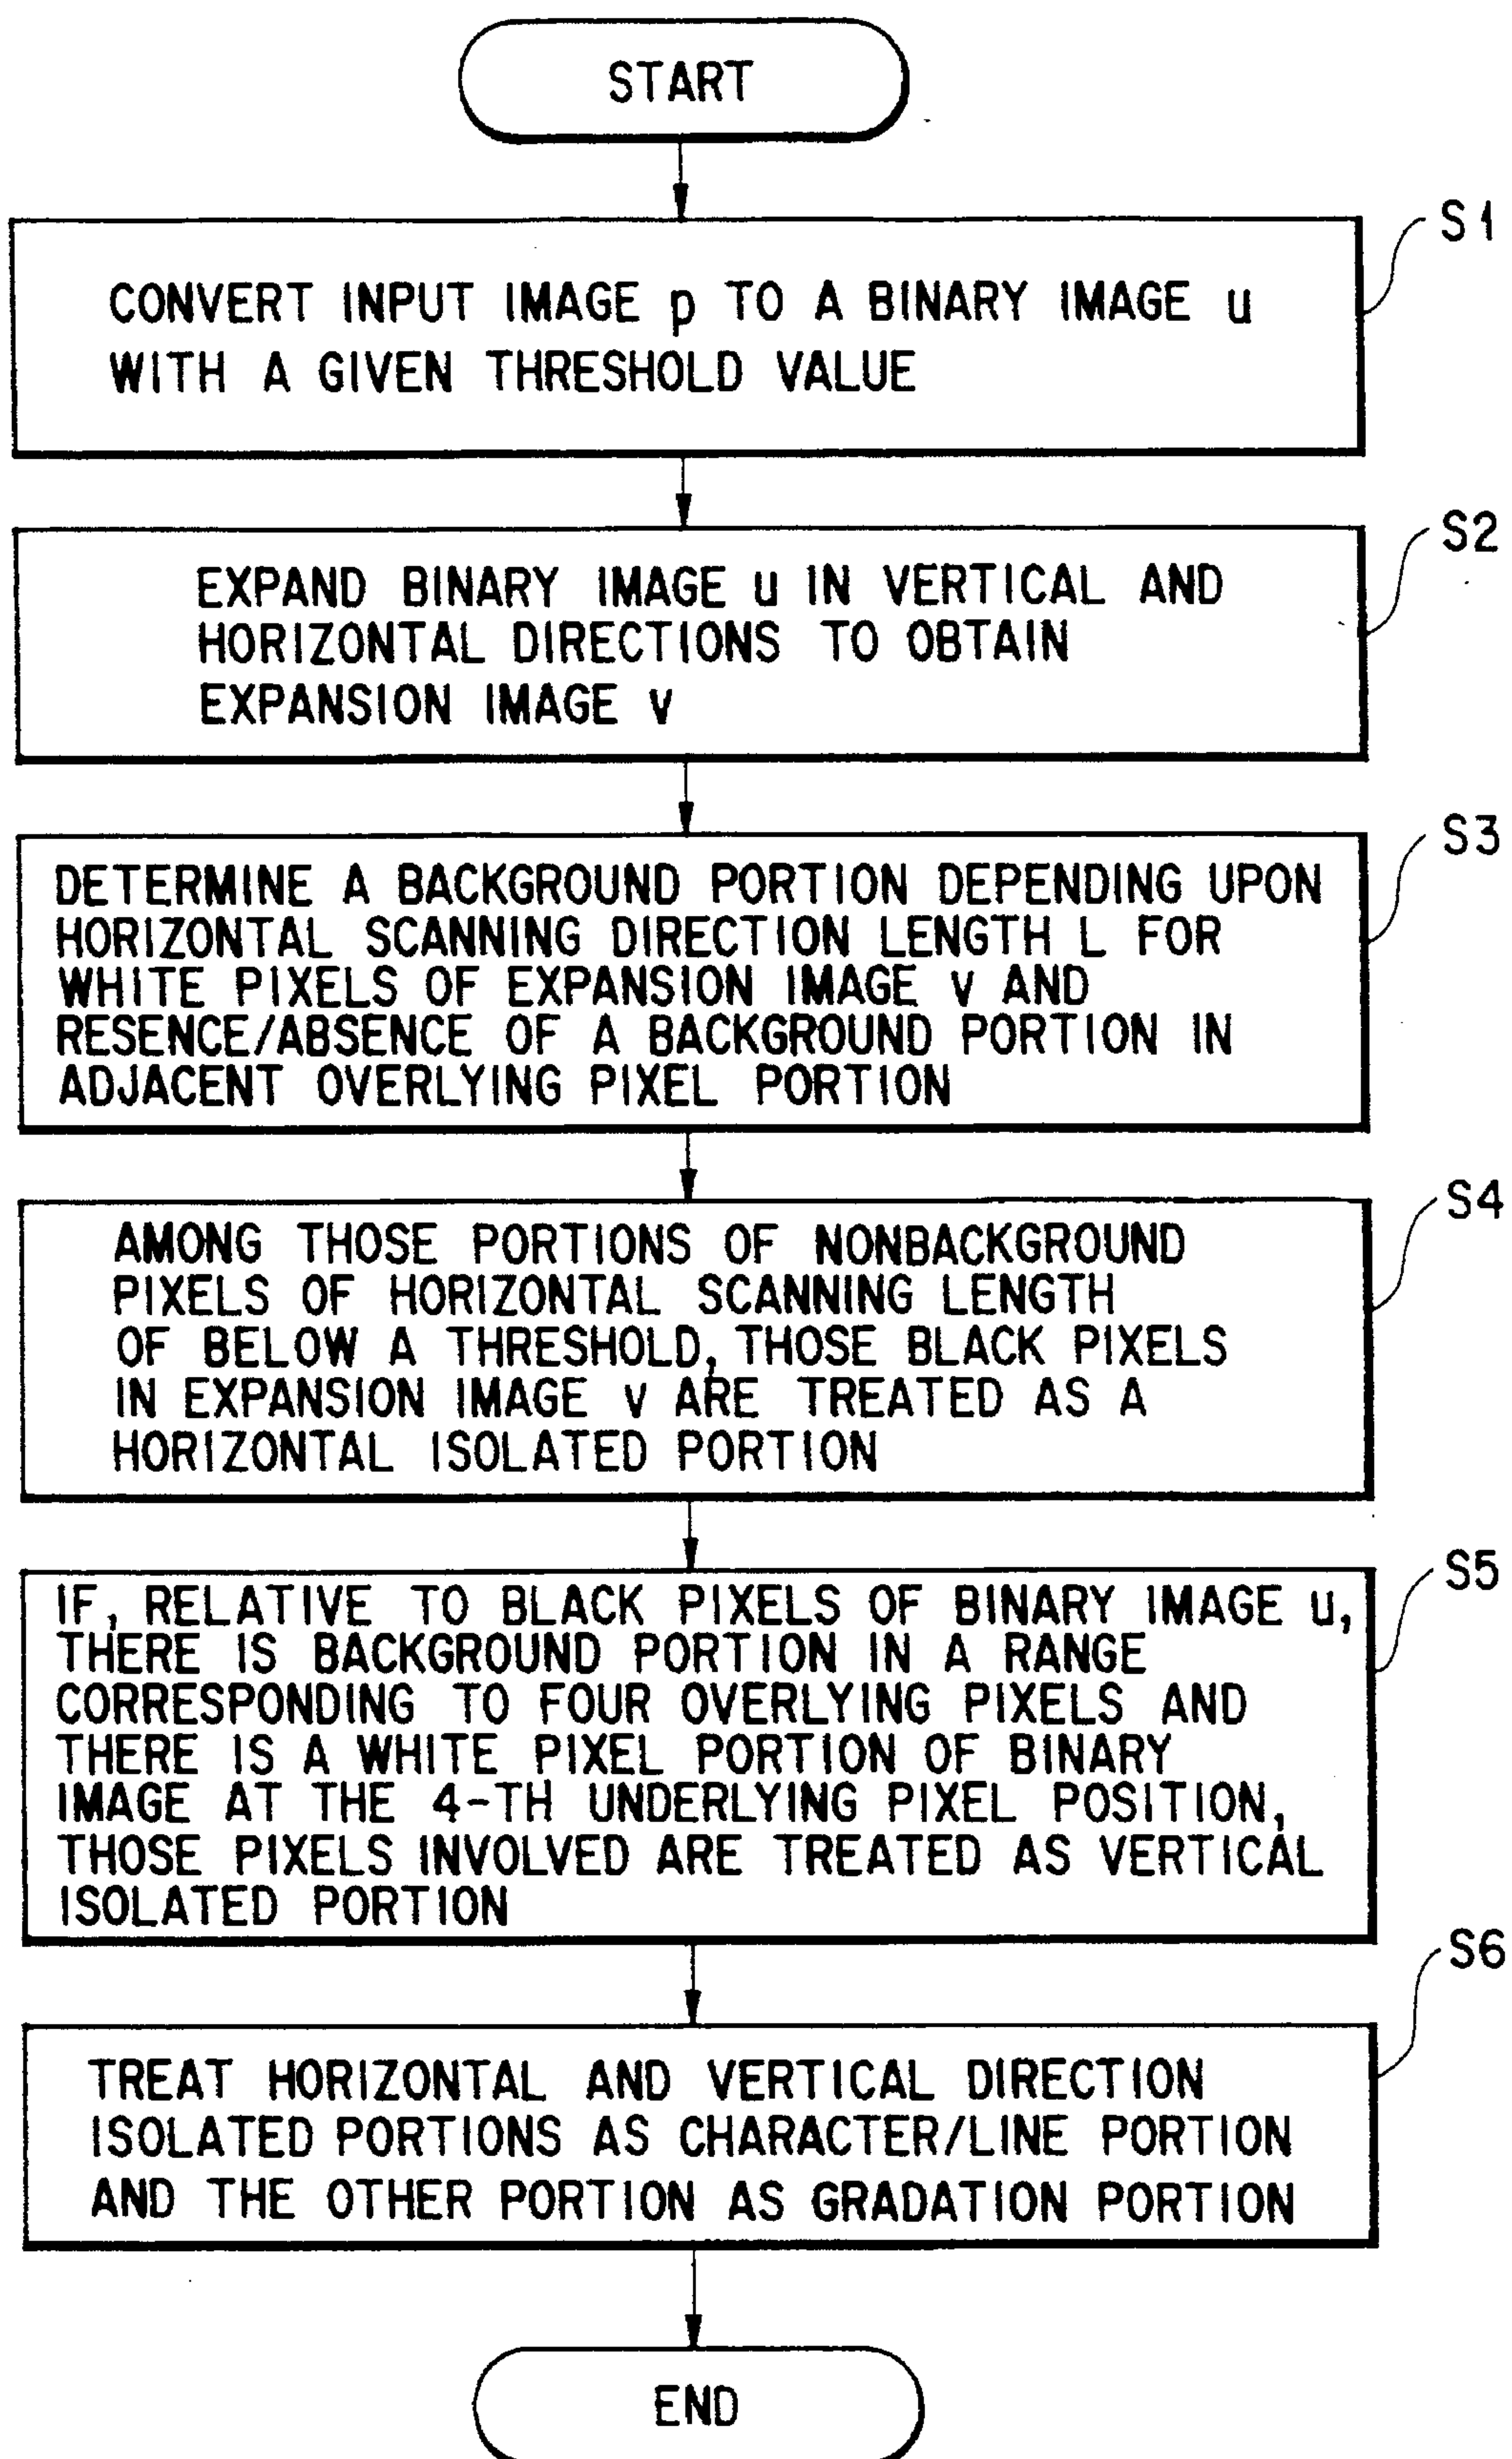 START
S1
CONVERT INPUT IMAGE p TO A BINARY IMAGE u
WITH A GIVEN THRESHOLD VALUE
S2
EXPAND BINARY IMAGE u IN VERTICAL AND
HORIZONTAL DIRECTIONS TO OBTAIN
EXPANSION IMAGE v
S3
DETERMINE A BACKGROUND PORTION DEPENDING UPON
HORIZONTAL SCANNING DIRECTION LENGTH L FOR
WHITE PIXELS OF EXPANSION IMAGE v AND
RESENCE/ABSENCE OF A BACKGROUND PORTION IN
ADJACENT OVERLYING PIXEL PORTION
S4
AMONG THOSE PORTIONS OF NONBACKGROUND
PIXELS OF HORIZONTAL SCANNING LENGTH
OF BELOW A THRESHOLD, THOSE BLACK PIXELS
IN EXPANSION IMAGE v ARE TREATED AS A
HORIZONTAL ISOLATED PORTION
S5
IF, RELATIVE TO BLACK PIXELS OF BINARY IMAGE u,
THERE IS BACKGROUND PORTION IN A RANGE
CORRESPONDING TO FOUR OVERLYING PIXELS AND
THERE IS A WHITE PIXEL PORTION OF BINARY
IMAGE AT THE 4-TH UNDERLYING PIXEL POSITION,
THOSE PIXELS INVOLVED ARE TREATED AS VERTICAL
ISOLATED PORTION
S6
TREAT HORIZONTAL AND VERTICAL DIRECTION
ISOLATED PORTIONS AS CHARACTER/LINE PORTION
AND THE OTHER PORTION AS GRADATION PORTION
END